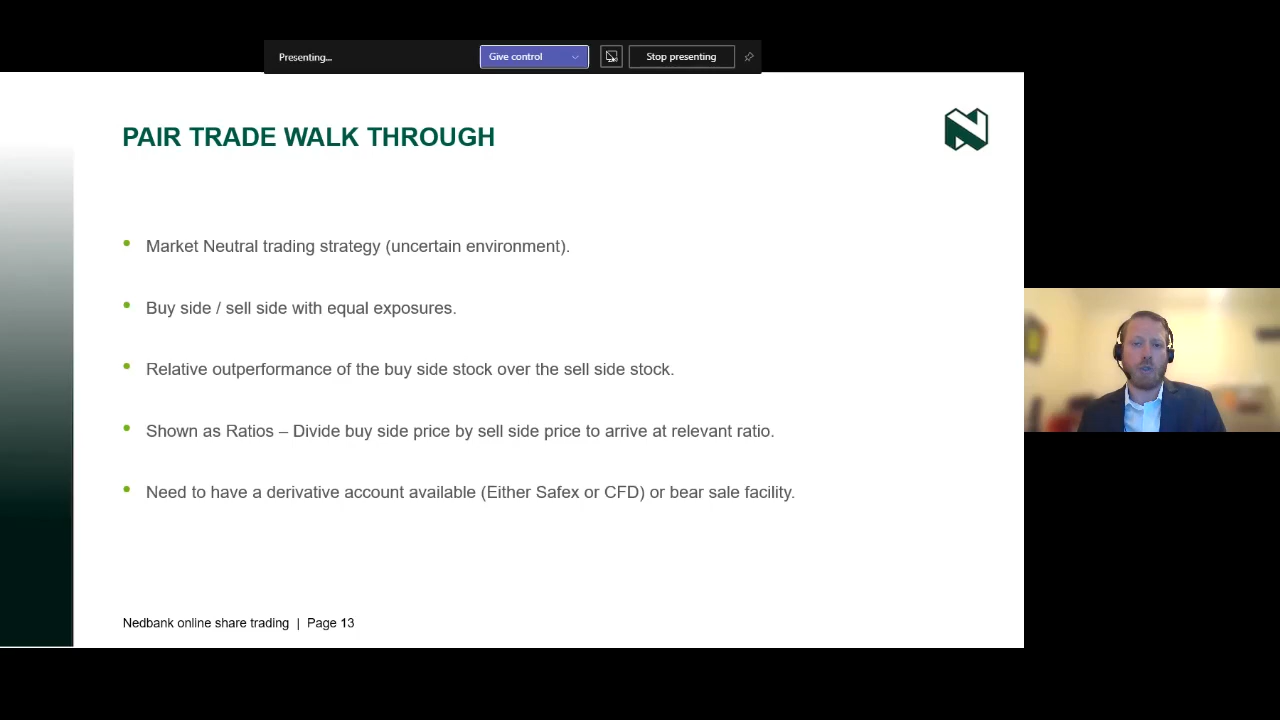 Presenting...
Give control
Stop presenting
PAIR TRADE WALK THROUGH
• Market Neutral trading strategy (uncertain environment).
• Buy side / sell side with equal exposures.
• Relative outperformance of the buy side stock over the sell side stock.
• Shown as Ratios – Divide buy side price by sell side price to arrive at relevant ratio.
• Need to have a derivative account available (Either Safex or CFD) or bear sale facility.
Nedbank online share trading | Page 13